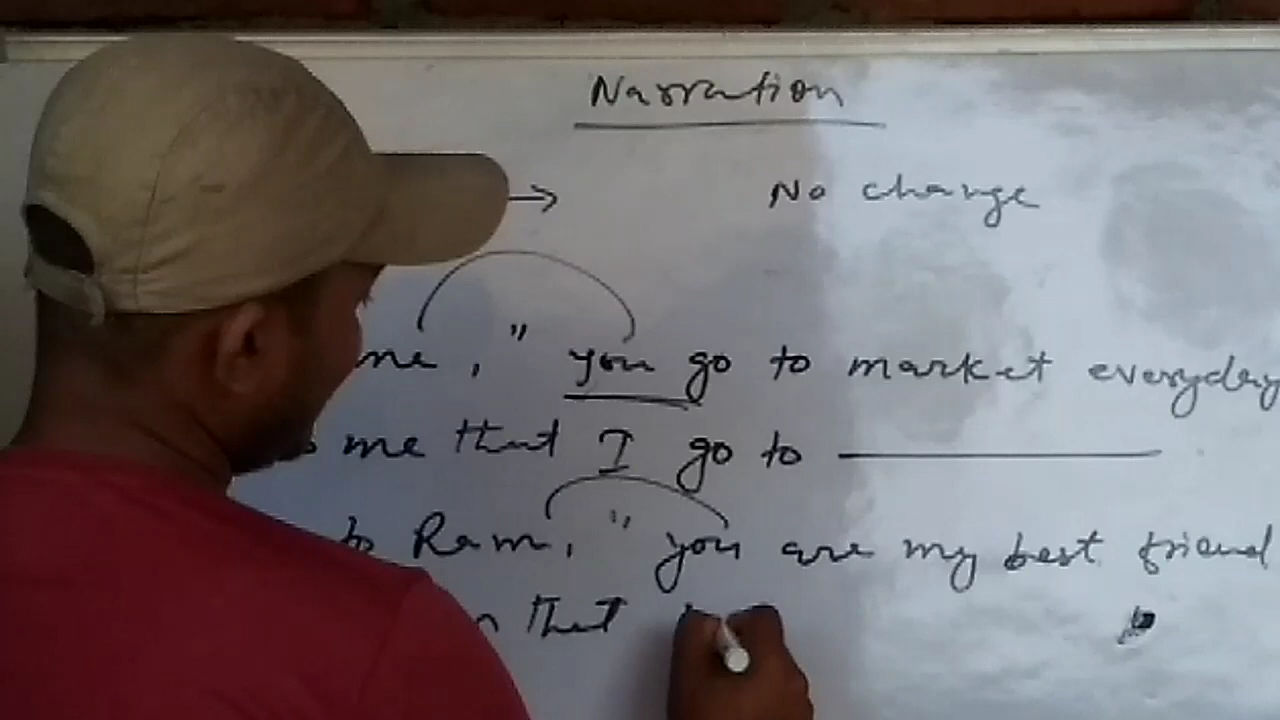 Narration
→ No change
me, " you go to market everyday
me that I go to
to Ram, " you are my best friend
that